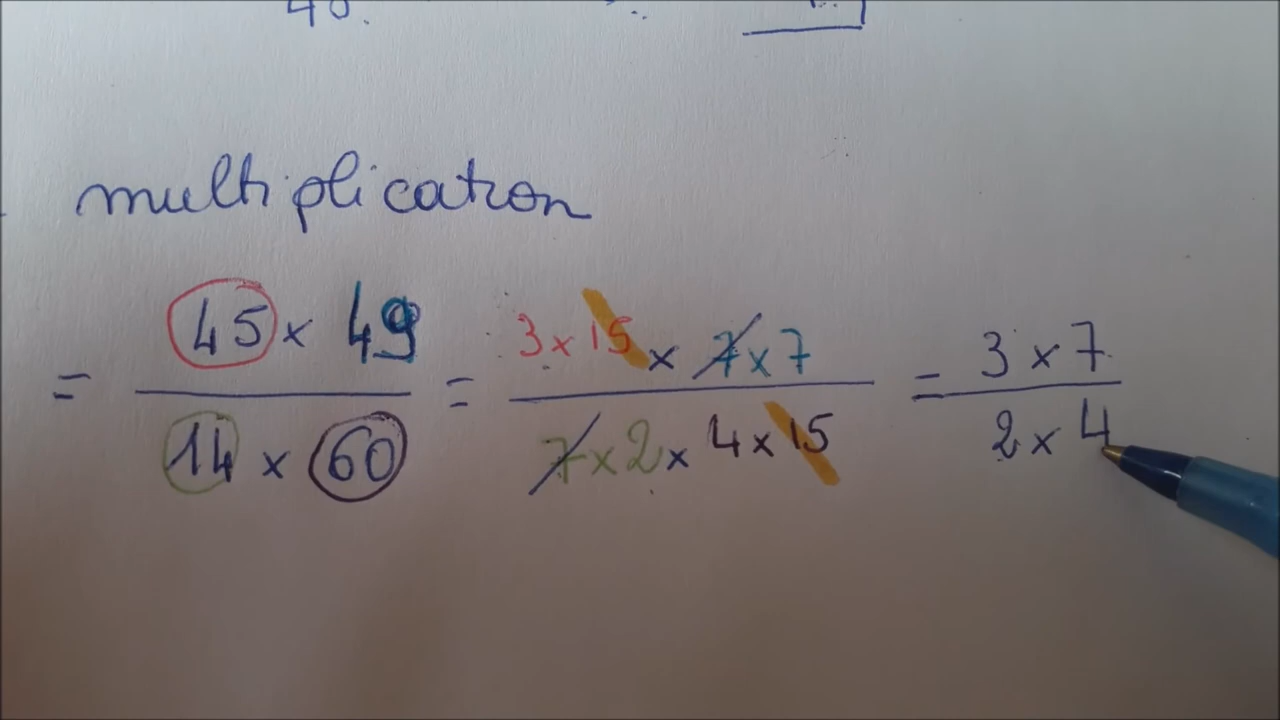 multiplication
= 45 × 49 / 14 × 60 = 3 × 15 × 7 × 7 / 7 × 2 × 4 × 15 = 3 × 7 / 2 × 4